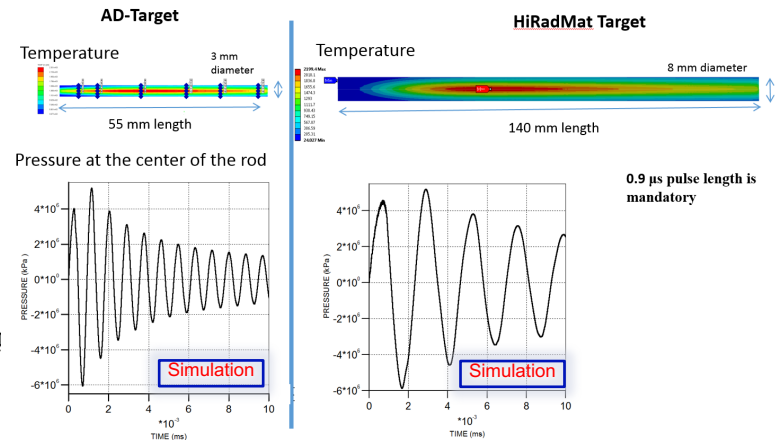 AD-Target
Temperature
3 mm
diameter
55 mm length
Pressure at the center of the rod
PRESSURE (kPa)
4*10⁶
2*10⁶
0*10⁰
-2*10⁶
-4*10⁶
-6*10⁶
Simulation
0 2 4 6 8 10
*10⁻³
TIME (ms)
HiRadMat Target
Temperature
8 mm diameter
140 mm length
0.9 µs pulse length is
mandatory
PRESSURE (kPa)
4*10⁶
2*10⁶
0*10⁰
-2*10⁶
-4*10⁶
-6*10⁶
Simulation
0 2 4 6 8 10
*10⁻³
TIME (ms)